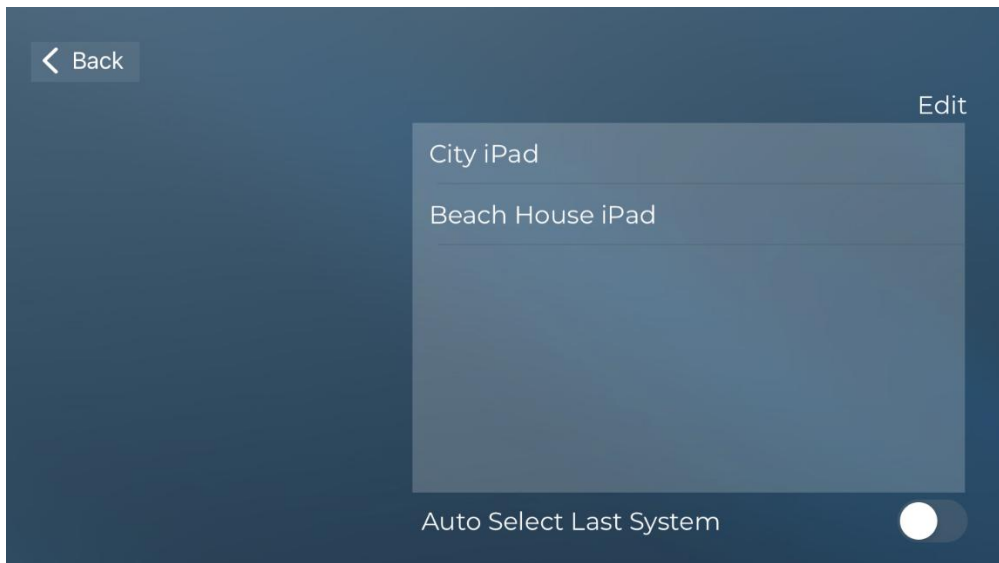 Back
Edit
City iPad
Beach House iPad
Auto Select Last System